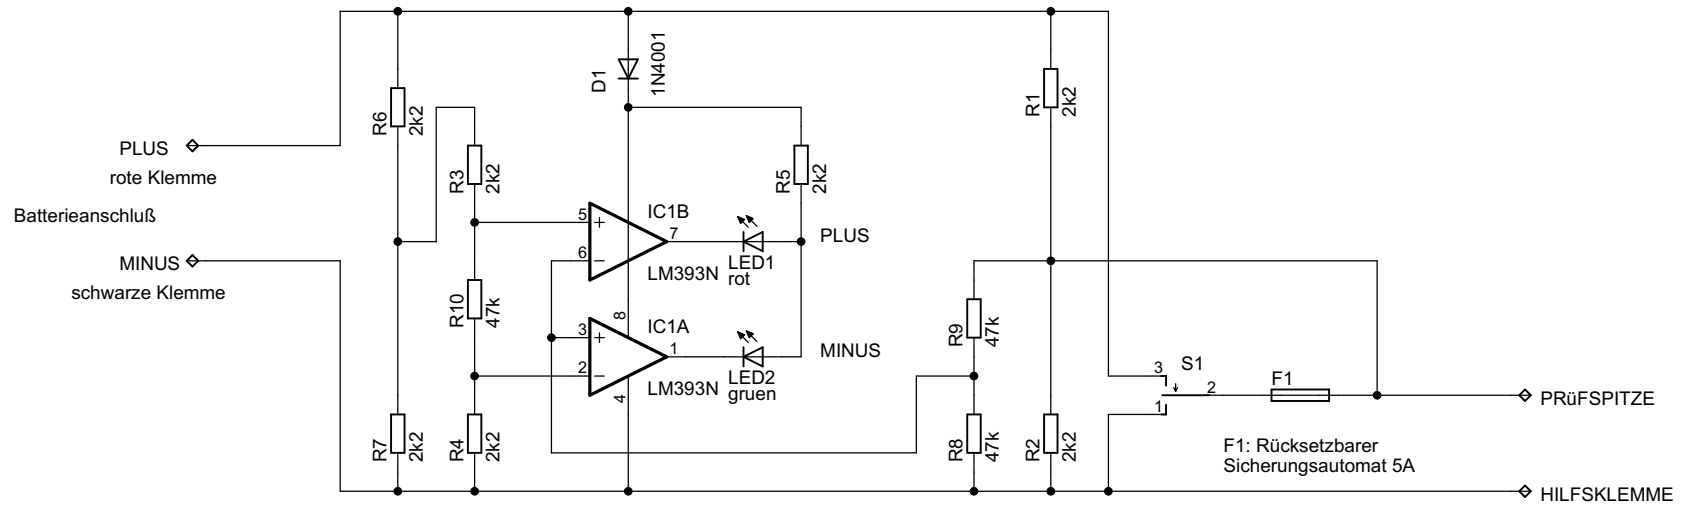 PLUS
rote Klemme
Batterieanschluß
MINUS
schwarze Klemme
R6
2k2
R7
2k2
R3
2k2
R10
47k
R4
2k2
D1
1N4001
R5
2k2
5
+
6
−
7
IC1B
LM393N
LED1
rot
PLUS
8
3
+
2
−
1
4
IC1A
LM393N
LED2
gruen
MINUS
R1
2k2
R9
47k
R8
47k
R2
2k2
3
S1
2
1
F1
F1: Rücksetzbarer
Sicherungsautomat 5A
PRüFSPITZE
HILFSKLEMME